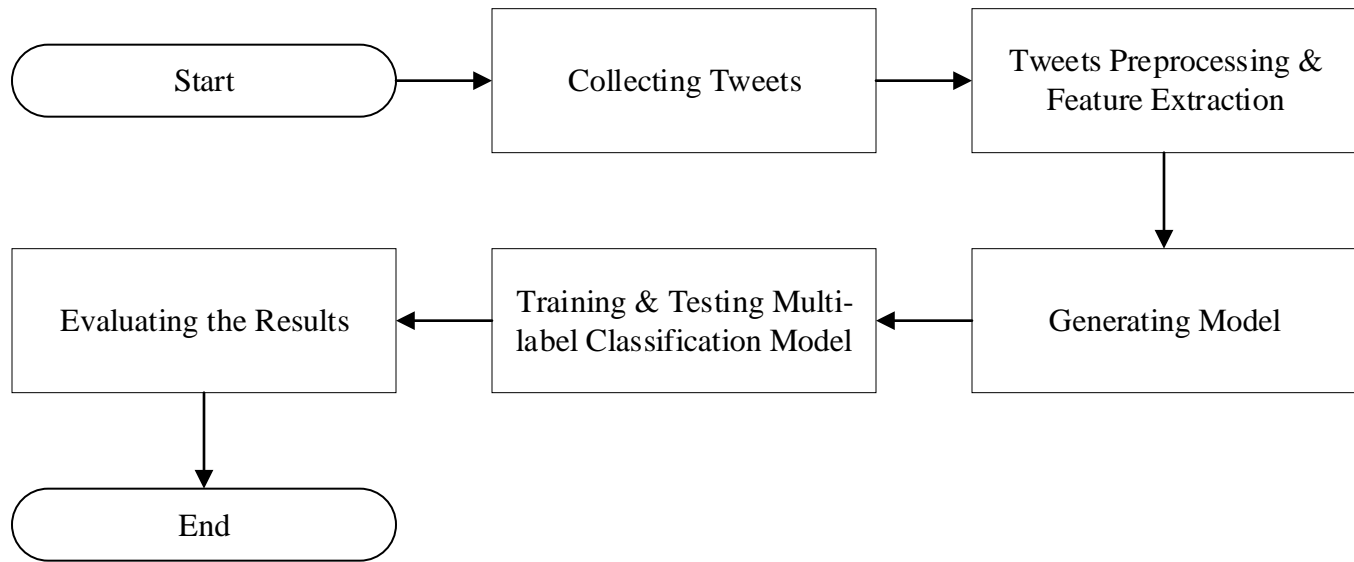 Start
Collecting Tweets
Tweets Preprocessing &
Feature Extraction
Generating Model
Training & Testing Multi-
label Classification Model
Evaluating the Results
End